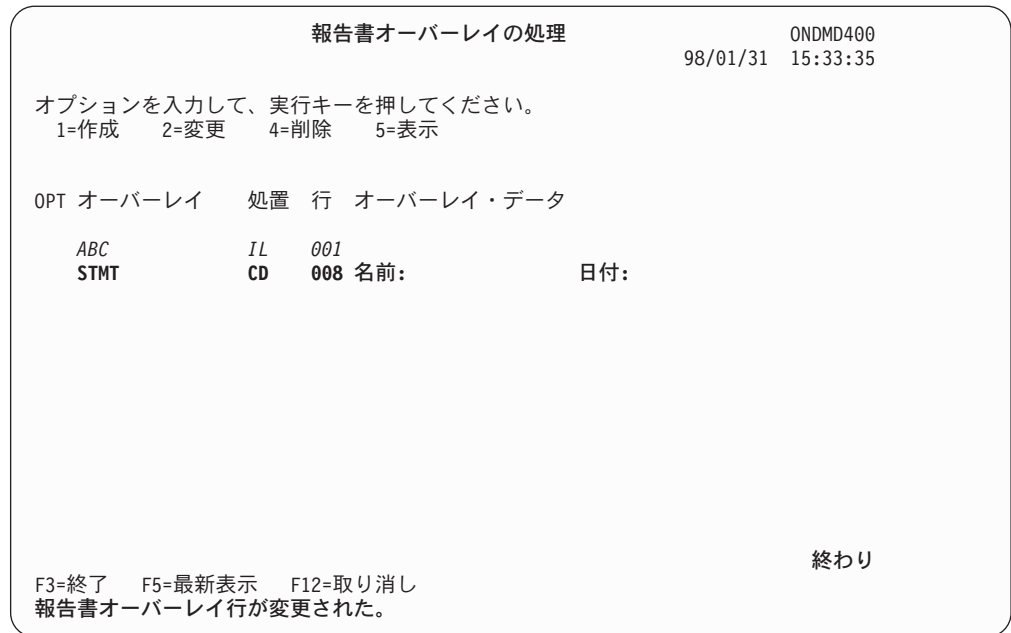 報告書オーバーレイの処理 ONDMD400
98/01/31 15:33:35
オプションを入力して、実行キーを押してください。
1=作成 2=変更 4=削除 5=表示
OPT オーバーレイ 処置 行 オーバーレイ・データ
ABC IL 001
STMT CD 008 名前: 日付:
終わり
F3=終了 F5=最新表示 F12=取り消し
報告書オーバーレイ行が変更された。